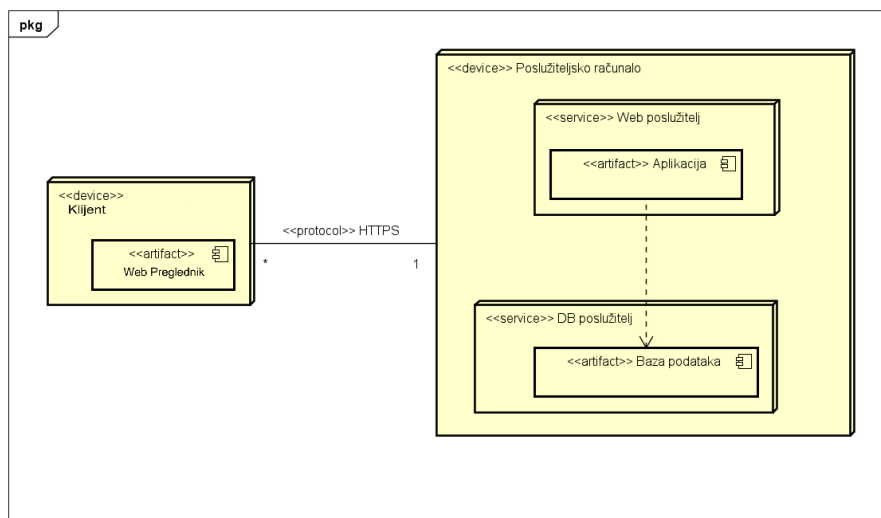 pkg
<<device>> Poslužiteljsko računalo
<<service>> Web poslužitelj
<<artifact>> Aplikacija
<<device>>
Klijent
<<artifact>>
Web Preglednik
<<protocol>> HTTPS
*
1
<<service>> DB poslužitelj
<<artifact>> Baza podataka